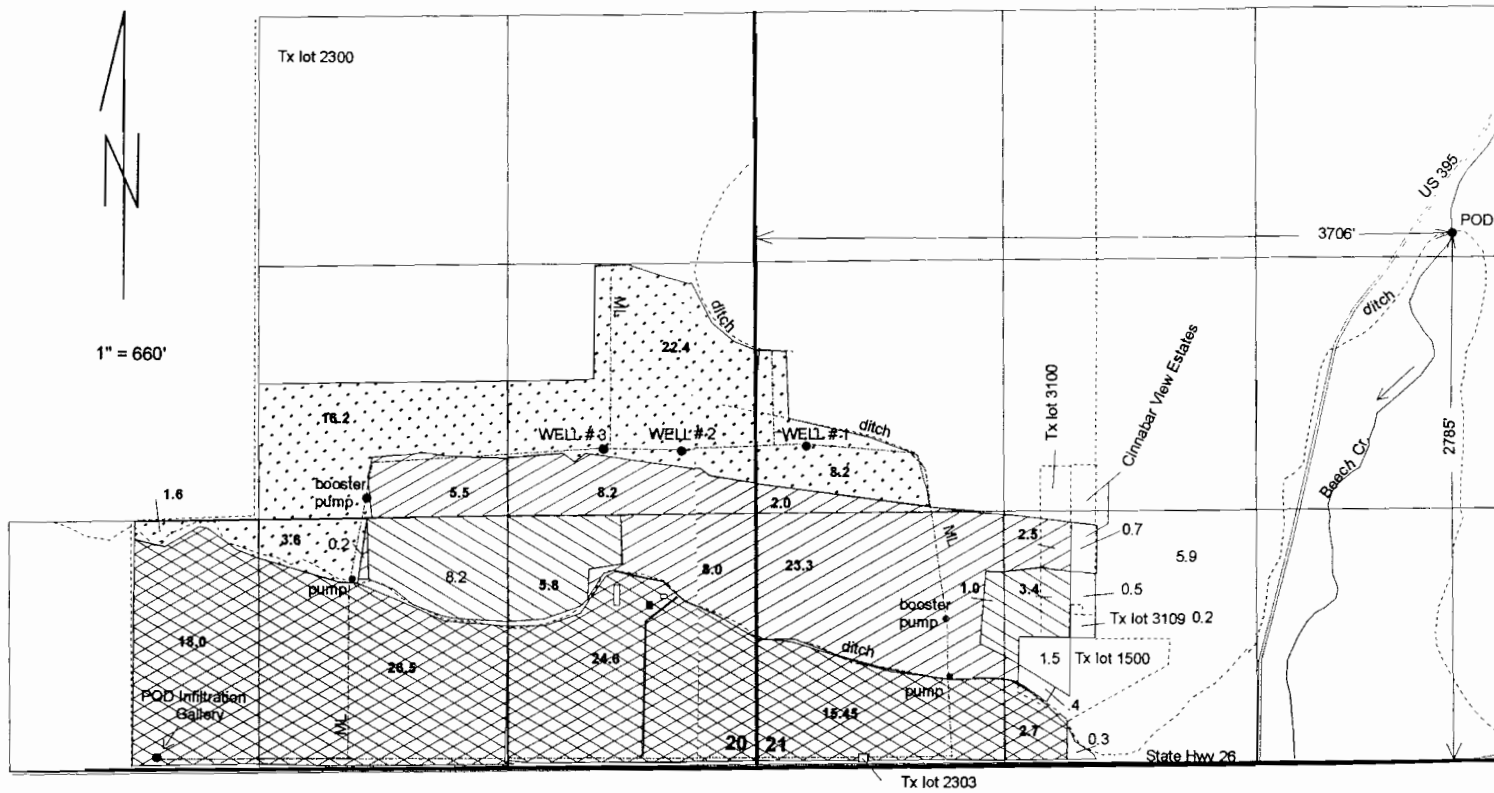 Tx lot 2300
N
1" = 660'
US 395
POD
3706'
ditch
ML
ditch
22.4
Cinnabar View Estates
Tx lot 3100
2785'
Beech Cr.
16.2
WELL #3
WELL #2
WELL #1
ditch
8.2
1.6
booster
pump
5.5
8.2
2.0
3.6
0.2
ML
2.5
0.7
5.9
8.2
5.8
8.0
23.3
1.0
3.4
0.5
pump
booster
pump
Tx lot 3109
0.2
18.0
26.5
24.6
ditch
1.5
Tx lot 1500
POD Infiltration
Gallery
pump
15.45
.4
ML
2.7
0.3
20
21
State Hwy 26
Tx lot 2303